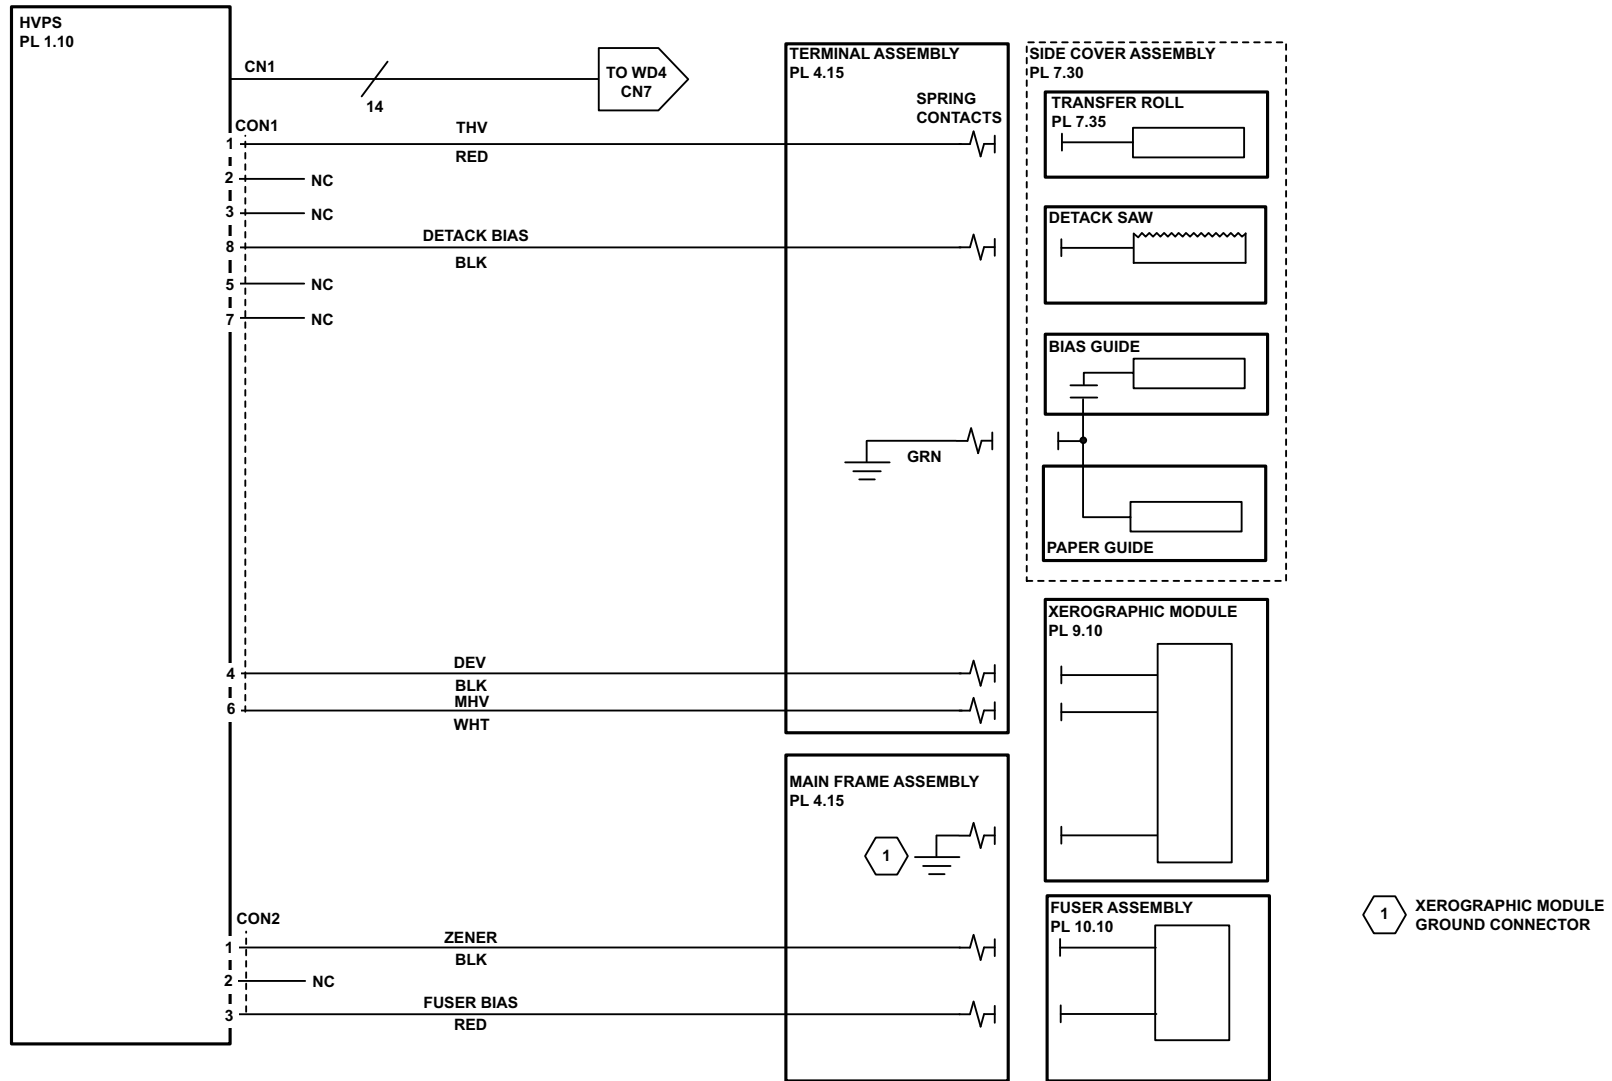 HVPS
PL 1.10
CN1
14
TO WD4
CN7
CON1
1
THV
RED
2
NC
3
NC
8
DETACK BIAS
BLK
5
NC
7
NC
4
DEV
BLK
6
MHV
WHT
CON2
1
ZENER
BLK
2
NC
3
FUSER BIAS
RED
TERMINAL ASSEMBLY
PL 4.15
SPRING
CONTACTS
GRN
MAIN FRAME ASSEMBLY
PL 4.15
1
SIDE COVER ASSEMBLY
PL 7.30
TRANSFER ROLL
PL 7.35
DETACK SAW
BIAS GUIDE
PAPER GUIDE
XEROGRAPHIC MODULE
PL 9.10
FUSER ASSEMBLY
PL 10.10
1
XEROGRAPHIC MODULE
GROUND CONNECTOR